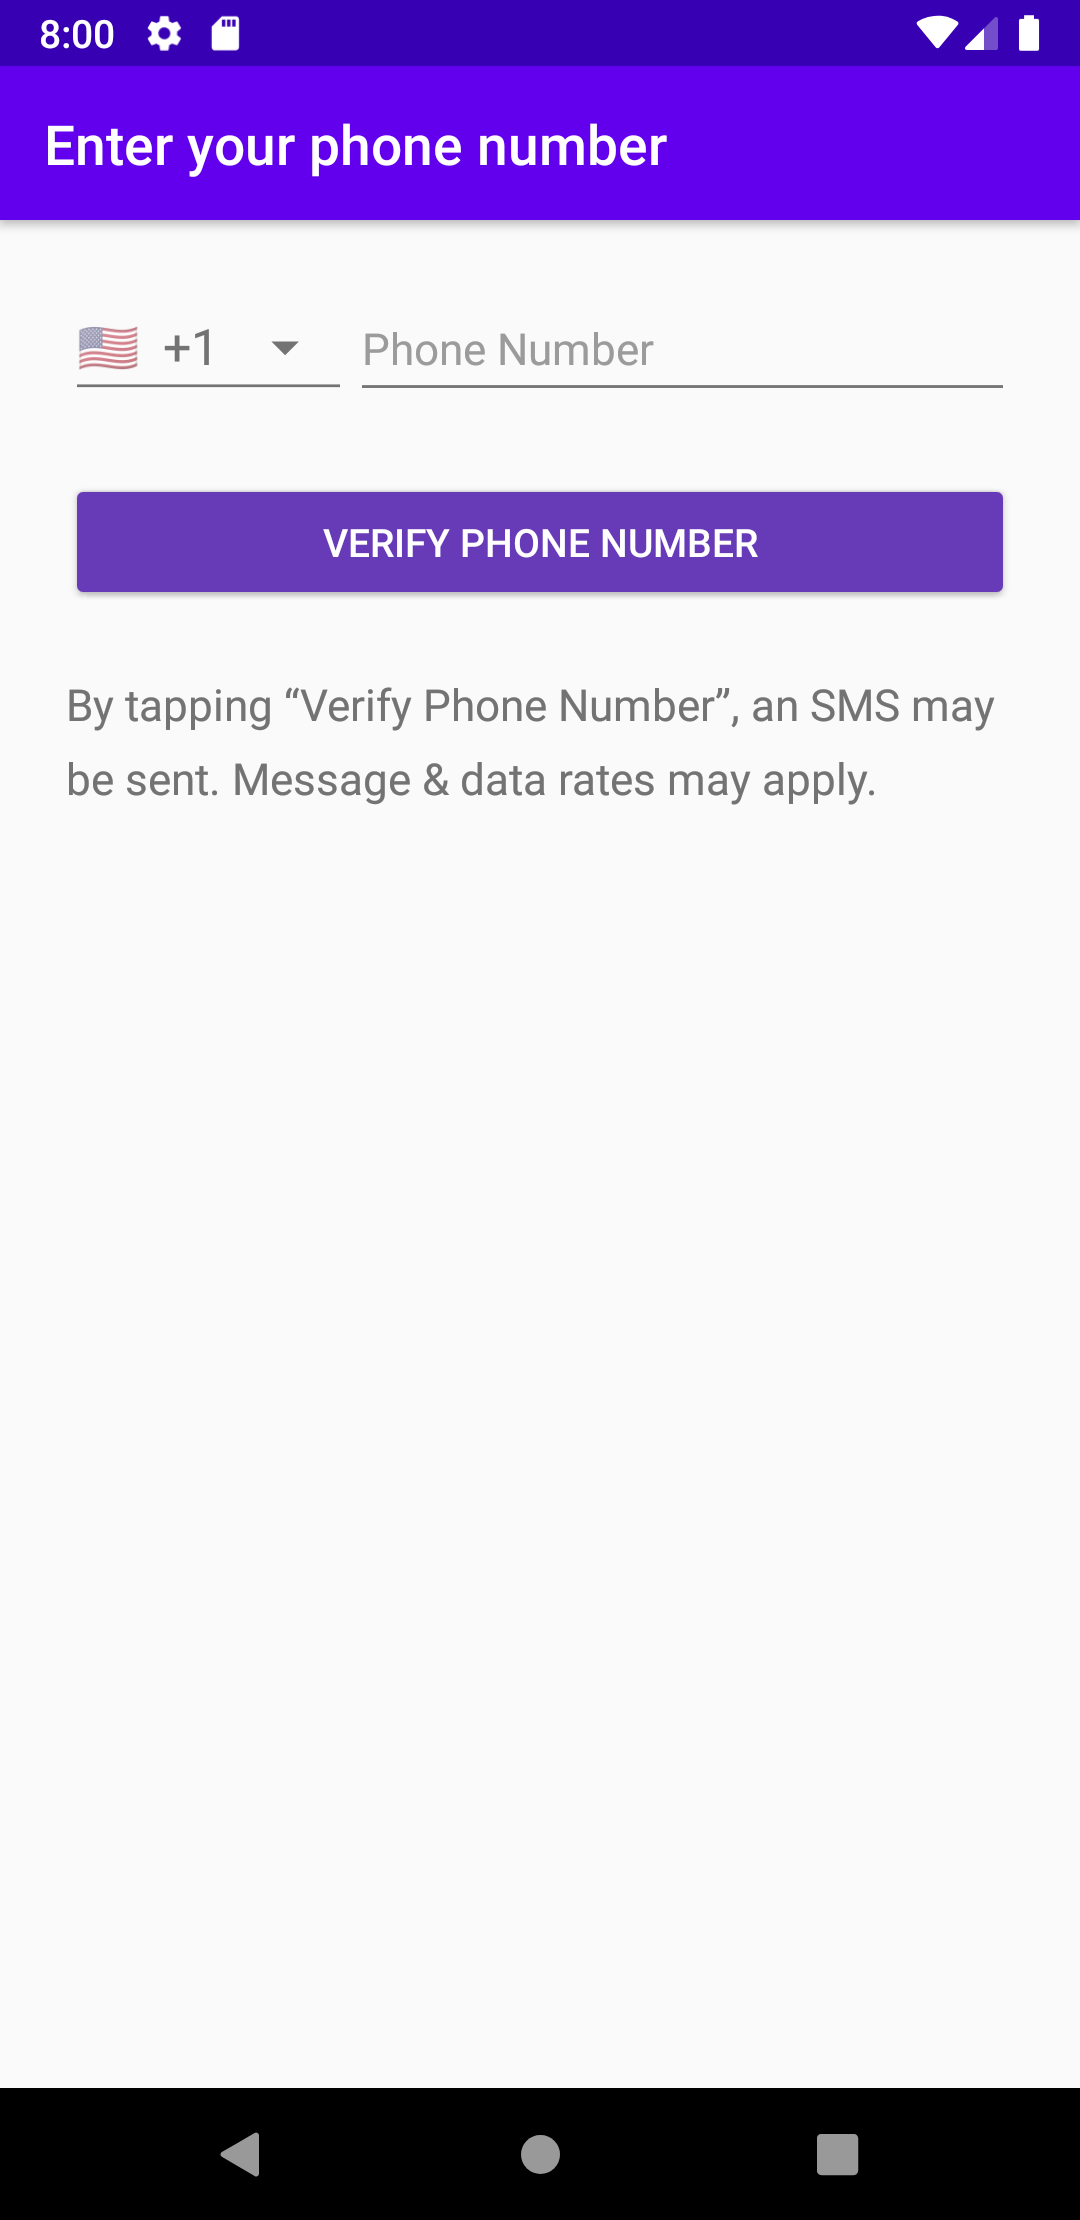 8:00
Enter your phone number
+1 Phone Number
VERIFY PHONE NUMBER
By tapping “Verify Phone Number”, an SMS may
be sent. Message & data rates may apply.